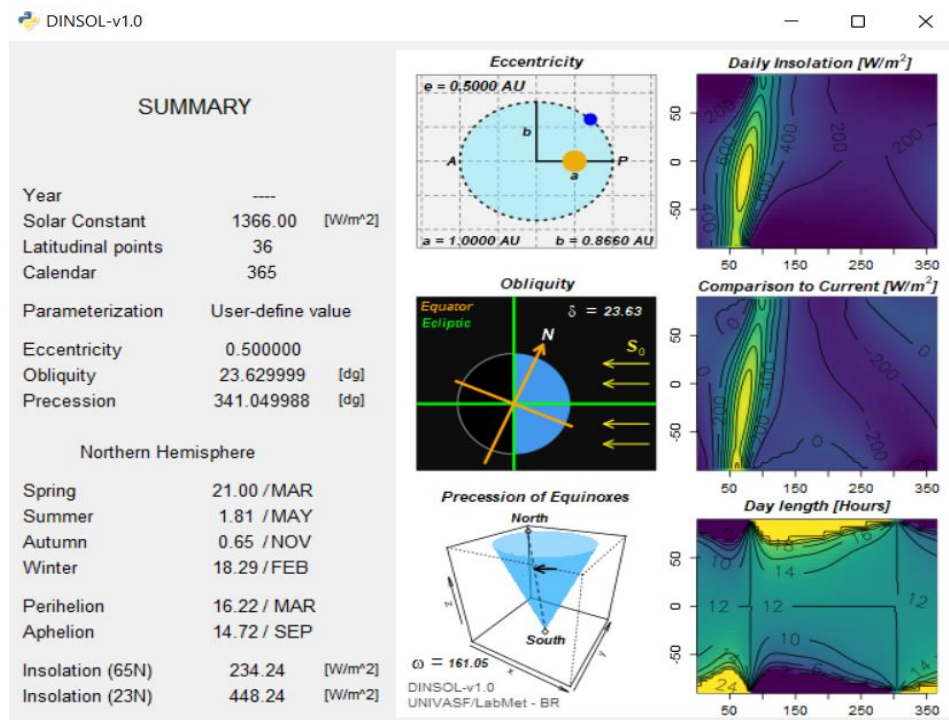 DINSOL-v1.0
SUMMARY
Year ----
Solar Constant 1366.00 [W/m^2]
Latitudinal points 36
Calendar 365
Parameterization User-define value
Eccentricity 0.500000
Obliquity 23.629999 [dg]
Precession 341.049988 [dg]
Northern Hemisphere
Spring 21.00 / MAR
Summer 1.81 / MAY
Autumn 0.65 / NOV
Winter 18.29 / FEB
Perihelion 16.22 / MAR
Aphelion 14.72 / SEP
Insolation (65N) 234.24 [W/m^2]
Insolation (23N) 448.24 [W/m^2]
Eccentricity
e = 0.5000 AU
b
A
P
a
a = 1.0000 AU b = 0.8660 AU
Obliquity
Equator
Ecliptic
δ = 23.63
N
S₀
Precession of Equinoxes
North
South
z
x
y
ω = 161.05
DINSOL-v1.0
UNIVASF/LabMet - BR
Daily Insolation [W/m²]
50
0
-50
200
400
600
200
200
400
50 150 250 350
Comparison to Current [W/m²]
50
0
-50
0
200
-400
-200
-200
0
0
50 150 250 350
Day length [Hours]
50
0
-50
10
14
16
12
12
12
10
14
24
50 150 250 350